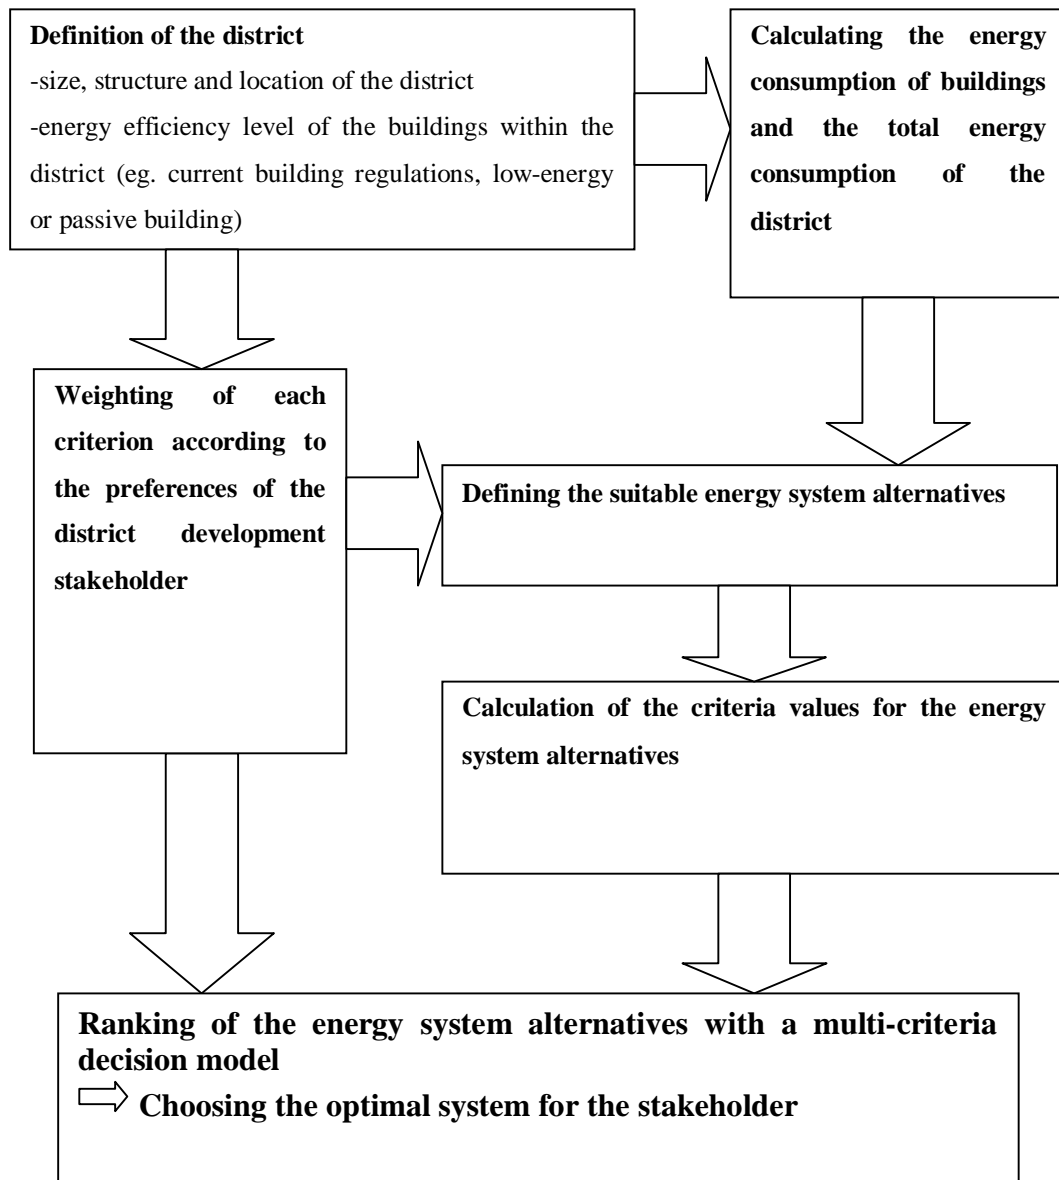 Definition of the district
-size, structure and location of the district
-energy efficiency level of the buildings within the
district (eg. current building regulations, low-energy
or passive building)
Calculating the energy
consumption of buildings
and the total energy
consumption of the
district
Weighting of each
criterion according to
the preferences of the
district development
stakeholder
Defining the suitable energy system alternatives
Calculation of the criteria values for the energy
system alternatives
Ranking of the energy system alternatives with a multi-criteria
decision model
Choosing the optimal system for the stakeholder